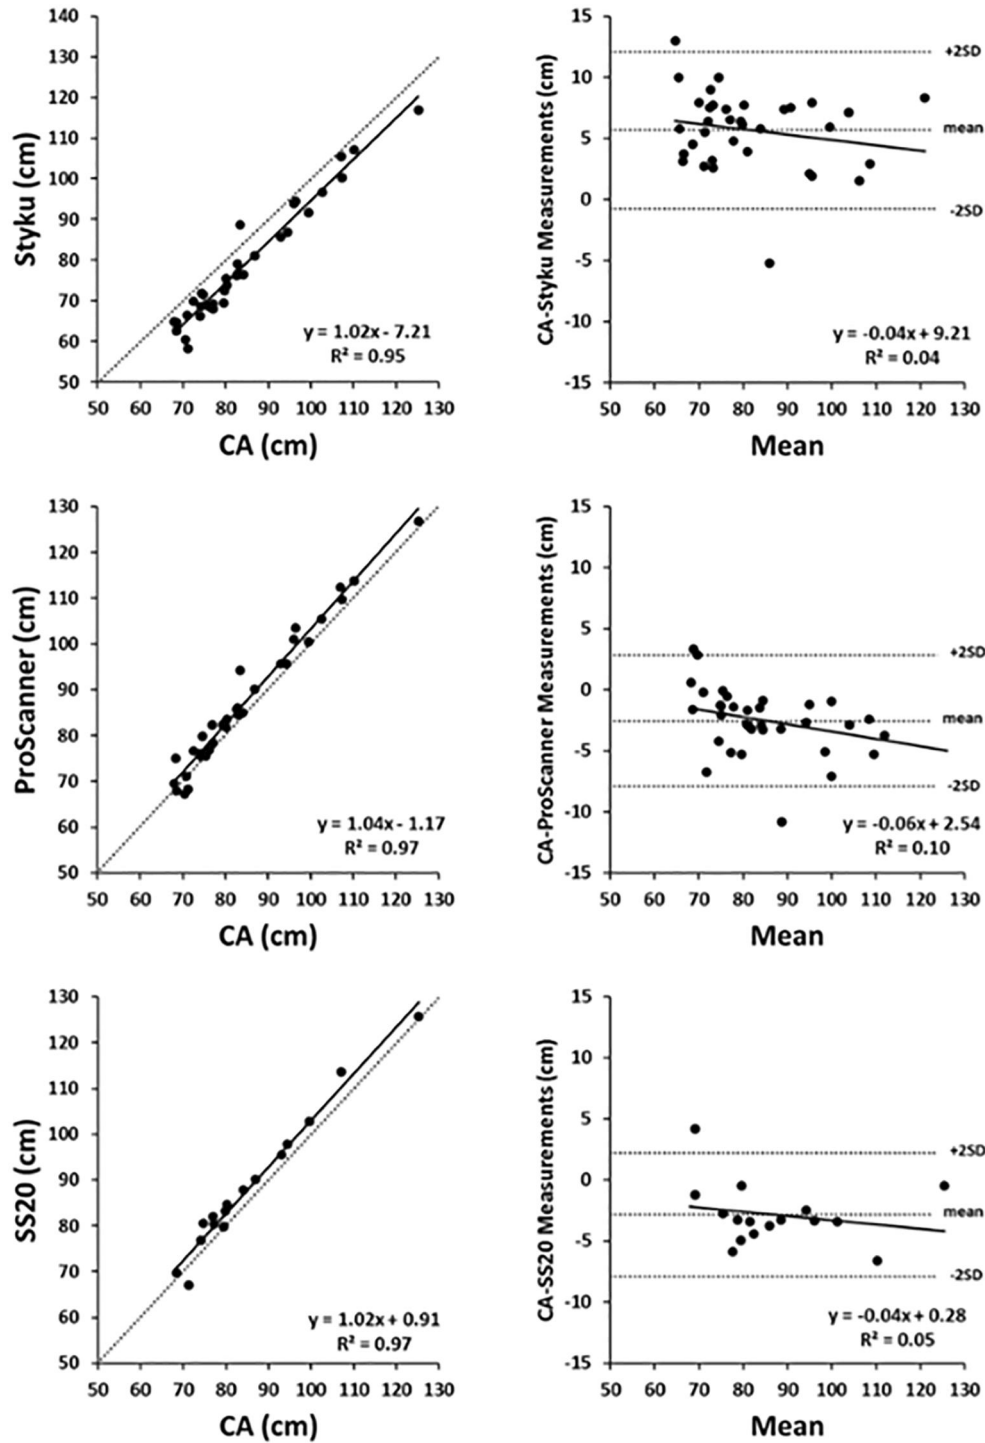 140
130
120
110
100
90
80
70
60
50
Styku (cm)
y = 1.02x - 7.21
R² = 0.95
50 60 70 80 90 100 110 120 130
CA (cm)
15
10
5
0
-5
-10
-15
CA-Styku Measurements (cm)
+2SD
mean
-2SD
y = -0.04x + 9.21
R² = 0.04
50 60 70 80 90 100 110 120 130
Mean
130
120
110
100
90
80
70
60
50
ProScanner (cm)
y = 1.04x - 1.17
R² = 0.97
50 60 70 80 90 100 110 120 130
CA (cm)
15
10
5
0
-5
-10
-15
CA-ProScanner Measurements (cm)
+2SD
mean
-2SD
y = -0.06x + 2.54
R² = 0.10
50 60 70 80 90 100 110 120 130
Mean
130
120
110
100
90
80
70
60
50
SS20 (cm)
y = 1.02x + 0.91
R² = 0.97
50 60 70 80 90 100 110 120 130
CA (cm)
15
10
5
0
-5
-10
-15
CA-SS20 Measurements (cm)
+2SD
mean
-2SD
y = -0.04x + 0.28
R² = 0.05
50 60 70 80 90 100 110 120 130
Mean